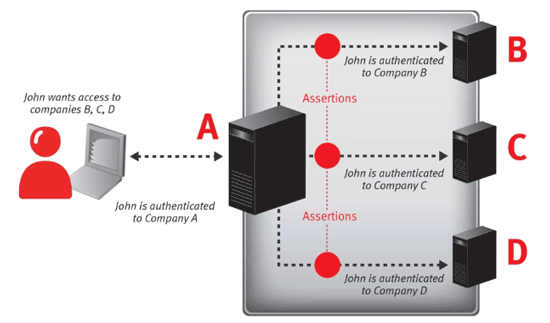 John wants access to
companies B, C, D
A
John is authenticated
to Company A
B
John is authenticated
to Company B
Assertions
C
John is authenticated
to Company C
Assertions
D
John is authenticated
to Company D